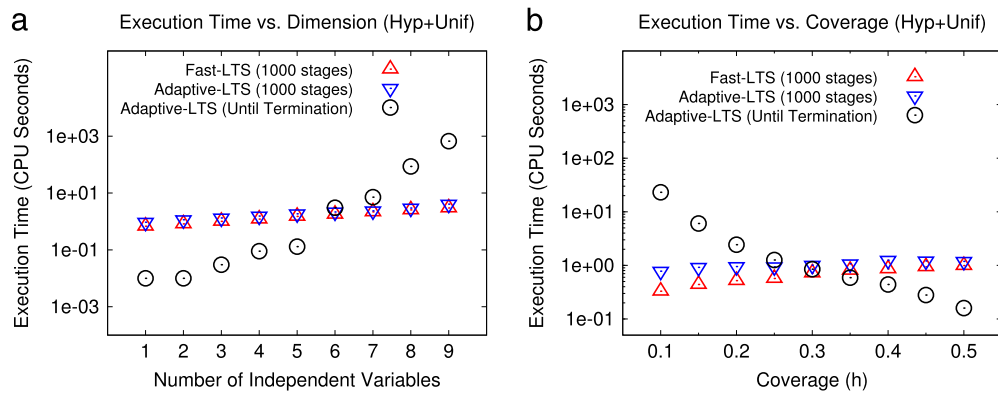 a
Execution Time vs. Dimension (Hyp+Unif)
Execution Time (CPU Seconds)
Fast-LTS (1000 stages)
Adaptive-LTS (1000 stages)
Adaptive-LTS (Until Termination)
1e+03
1e+01
1e-01
1e-03
1 2 3 4 5 6 7 8 9
Number of Independent Variables
b
Execution Time vs. Coverage (Hyp+Unif)
Execution Time (CPU Seconds)
Fast-LTS (1000 stages)
Adaptive-LTS (1000 stages)
Adaptive-LTS (Until Termination)
1e+03
1e+02
1e+01
1e+00
1e-01
0.1 0.2 0.3 0.4 0.5
Coverage (h)